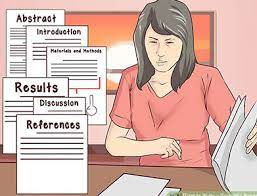 Abstract
Introduction
Materials and Methods
Results
Discussion
References